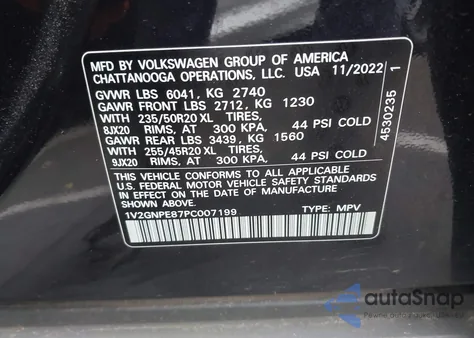 MFD BY VOLKSWAGEN GROUP OF AMERICA
CHATTANOOGA OPERATIONS, LLC. USA 11/2022
GVWR LBS 6041, KG 2740
GAWR FRONT LBS 2712, KG 1230
WITH 235/50R20 XL TIRES,
8JX20 RIMS, AT 300 KPA, 44 PSI COLD
GAWR REAR LBS 3439, KG 1560
WITH 255/45R20 XL TIRES,
9JX20 RIMS, AT 300 KPA, 44 PSI COLD
THIS VEHICLE CONFORMS TO ALL APPLICABLE
U.S. FEDERAL MOTOR VEHICLE SAFETY STANDARDS
IN EFFECT ON THE DATE OF MANUFACTURE
SHOWN ABOVE.
1V2GNPE87PC007199 TYPE: MPV
4530235 1
autoSnap
BY CARFAST EXPRESS